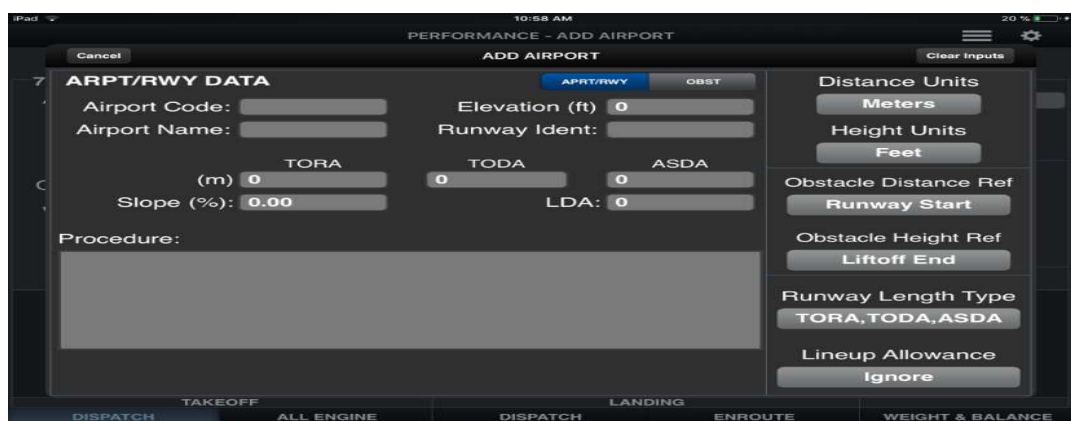 iPad 10:58 AM 20 %
PERFORMANCE - ADD AIRPORT
Cancel ADD AIRPORT Clear Inputs
7 ARPT/RWY DATA APRT/RWY OBST Distance Units
Airport Code: Elevation (ft) 0 Meters
Airport Name: Runway Ident: Height Units
Feet
TORA TODA ASDA
(m) 0 0 0 Obstacle Distance Ref
Slope (%): 0.00 LDA: 0 Runway Start
Procedure: Obstacle Height Ref
Liftoff End
Runway Length Type
TORA,TODA,ASDA
Lineup Allowance
Ignore
TAKEOFF LANDING
DISPATCH ALL ENGINE DISPATCH ENROUTE WEIGHT & BALANCE